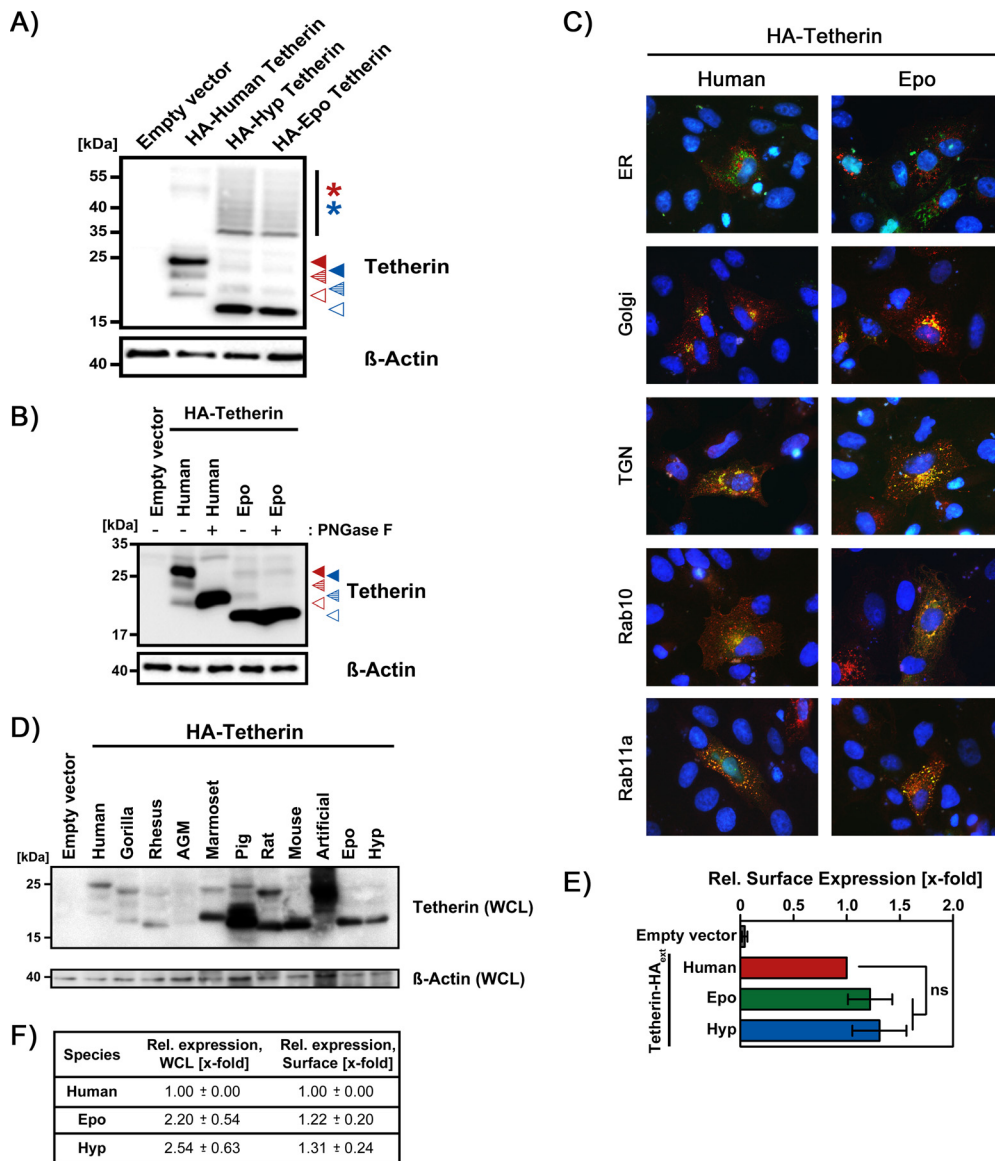 A)
Empty vector
HA-Human Tetherin
HA-Hyp Tetherin
HA-Epo Tetherin
[kDa]
55
40
35
25
15
40
*
*
Tetherin
ß-Actin
B)
HA-Tetherin
Empty vector
Human
Human
Epo
Epo
- - + - + : PNGase F
[kDa]
35
25
17
40
Tetherin
ß-Actin
C)
HA-Tetherin
Human Epo
ER
Golgi
TGN
Rab10
Rab11a
D)
HA-Tetherin
Empty vector
Human
Gorilla
Rhesus
AGM
Marmoset
Pig
Rat
Mouse
Artificial
Epo
Hyp
[kDa]
25
15
40
Tetherin (WCL)
ß-Actin (WCL)
E)
Rel. Surface Expression [x-fold]
0 1.0 1.0 2.0
Empty vector
Human
Epo
Hyp
Tetherin-HAext
ns
F)
Species Rel. expression, WCL [x-fold] Rel. expression, Surface [x-fold]
Human 1.00 ± 0.00 1.00 ± 0.00
Epo 2.20 ± 0.54 1.22 ± 0.20
Hyp 2.54 ± 0.63 1.31 ± 0.24